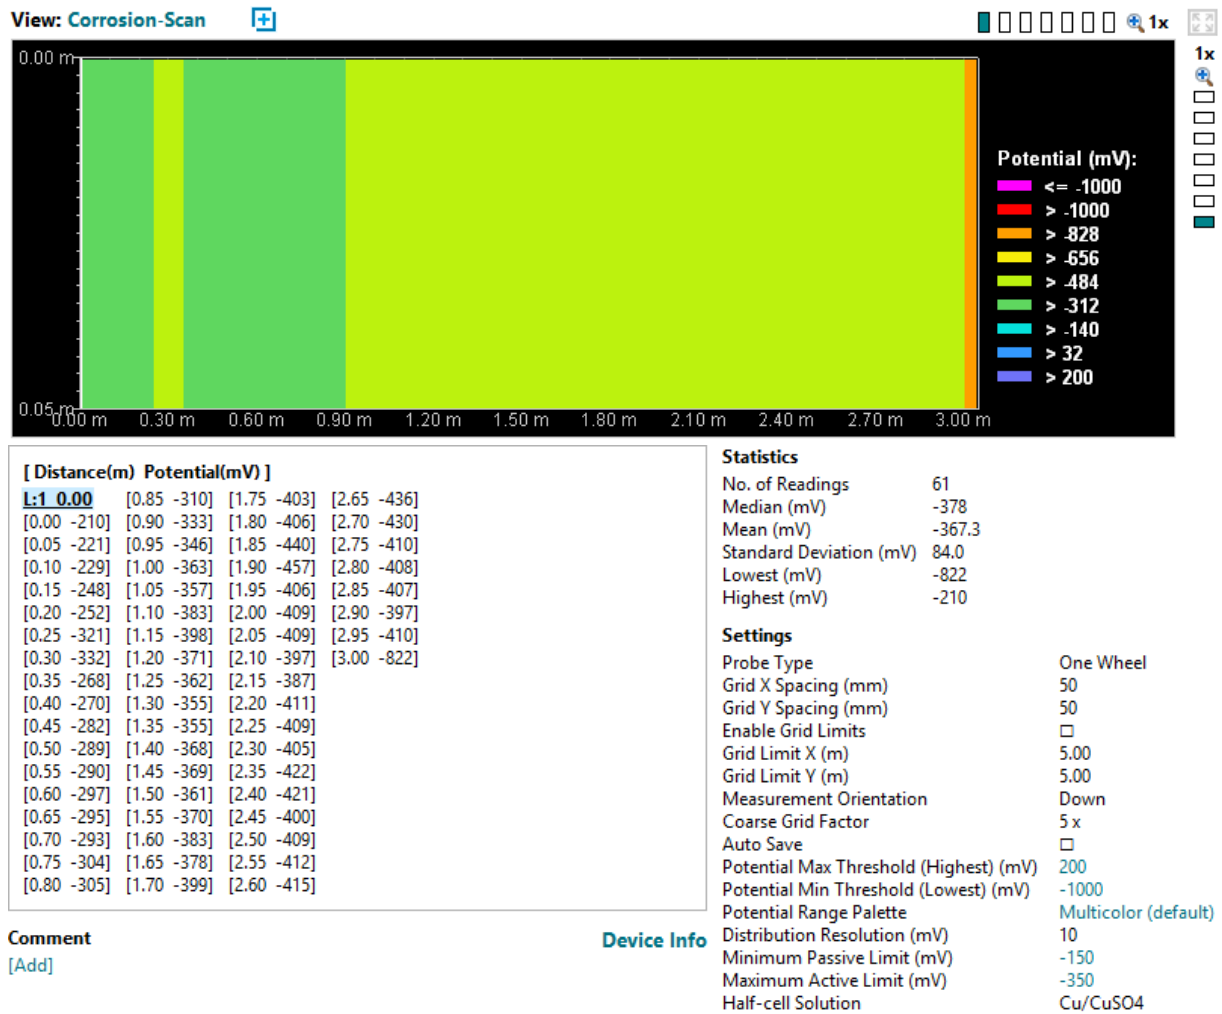 View: Corrosion-Scan
1x
1x
0.00 m
0.05 m
0.00 m 0.30 m 0.60 m 0.90 m 1.20 m 1.50 m 1.80 m 2.10 m 2.40 m 2.70 m 3.00 m
Potential (mV):
<= -1000
> -1000
> -828
> -656
> -484
> -312
> -140
> 32
> 200
[ Distance(m) Potential(mV) ]
L:1 0.00 [0.85 -310] [1.75 -403] [2.65 -436]
[0.00 -210] [0.90 -333] [1.80 -406] [2.70 -430]
[0.05 -221] [0.95 -346] [1.85 -440] [2.75 -410]
[0.10 -229] [1.00 -363] [1.90 -457] [2.80 -408]
[0.15 -248] [1.05 -357] [1.95 -406] [2.85 -407]
[0.20 -252] [1.10 -383] [2.00 -409] [2.90 -397]
[0.25 -321] [1.15 -398] [2.05 -409] [2.95 -410]
[0.30 -332] [1.20 -371] [2.10 -397] [3.00 -822]
[0.35 -268] [1.25 -362] [2.15 -387]
[0.40 -270] [1.30 -355] [2.20 -411]
[0.45 -282] [1.35 -355] [2.25 -409]
[0.50 -289] [1.40 -368] [2.30 -405]
[0.55 -290] [1.45 -369] [2.35 -422]
[0.60 -297] [1.50 -361] [2.40 -421]
[0.65 -295] [1.55 -370] [2.45 -400]
[0.70 -293] [1.60 -383] [2.50 -409]
[0.75 -304] [1.65 -378] [2.55 -412]
[0.80 -305] [1.70 -399] [2.60 -415]
Comment
[Add]
Device Info
Statistics
No. of Readings 61
Median (mV) -378
Mean (mV) -367.3
Standard Deviation (mV) 84.0
Lowest (mV) -822
Highest (mV) -210
Settings
Probe Type One Wheel
Grid X Spacing (mm) 50
Grid Y Spacing (mm) 50
Enable Grid Limits
Grid Limit X (m) 5.00
Grid Limit Y (m) 5.00
Measurement Orientation Down
Coarse Grid Factor 5 x
Auto Save
Potential Max Threshold (Highest) (mV) 200
Potential Min Threshold (Lowest) (mV) -1000
Potential Range Palette Multicolor (default)
Distribution Resolution (mV) 10
Minimum Passive Limit (mV) -150
Maximum Active Limit (mV) -350
Half-cell Solution Cu/CuSO4